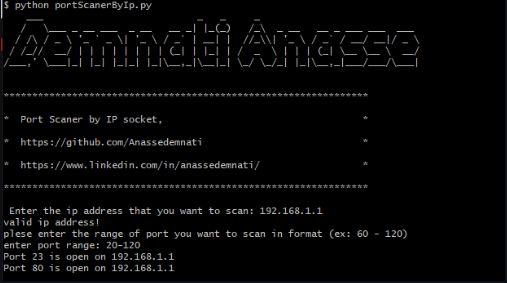 $ python portScanerByIp.py
Demnati Anasse
****************************************************************
* Port Scaner by IP socket, *
* https://github.com/Anassedemnati *
* https://www.linkedin.com/in/anassedemnati/ *
****************************************************************
Enter the ip address that you want to scan: 192.168.1.1
valid ip address!
plese enter the range of port you want to scan in format (ex: 60 - 120)
enter port range: 20-120
Port 23 is open on 192.168.1.1
Port 80 is open on 192.168.1.1